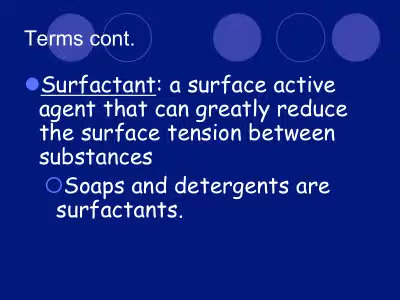 Terms cont.
Surfactant: a surface active
agent that can greatly reduce
the surface tension between
substances
Soaps and detergents are
surfactants.